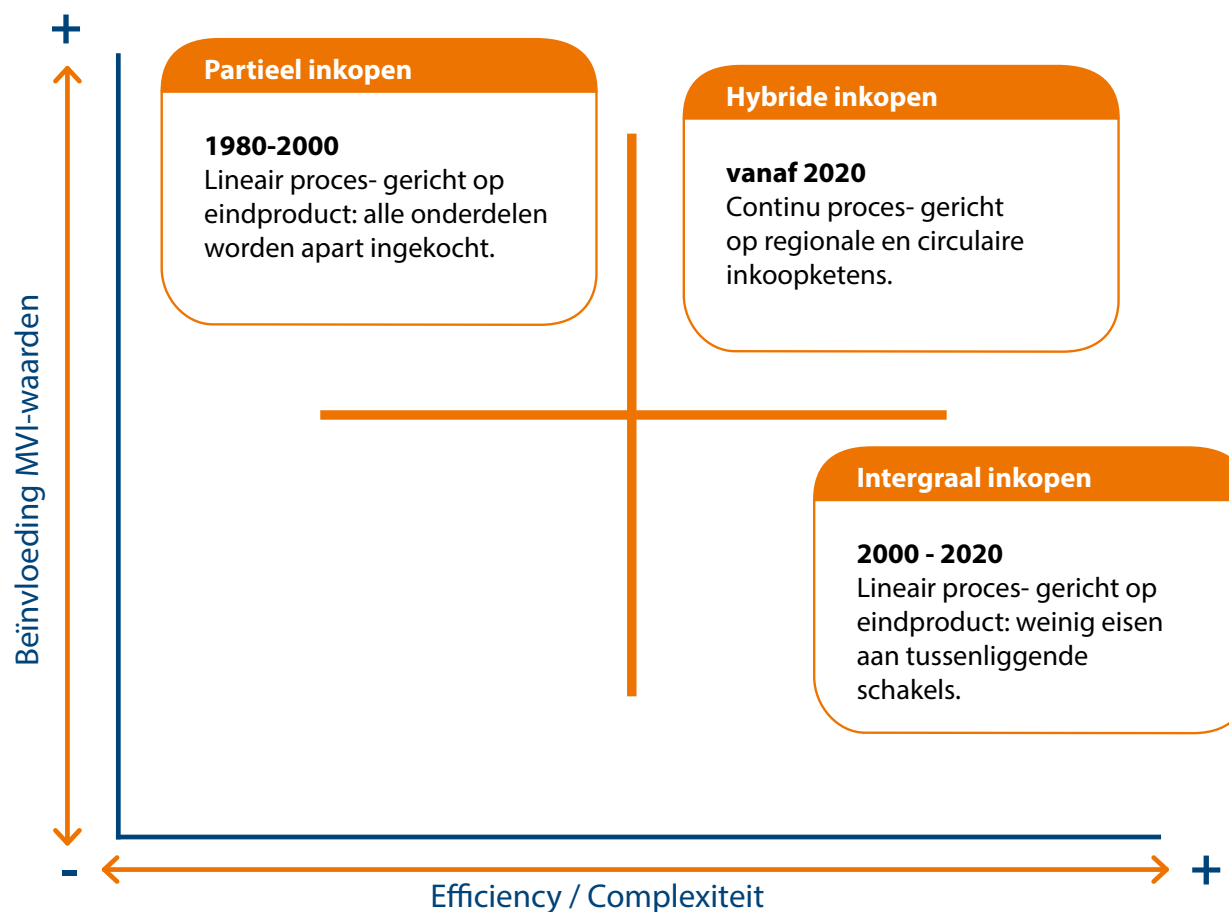 +
Partieel inkopen
1980-2000
Lineair proces- gericht op
eindproduct: alle onderdelen
worden apart ingekocht.
Hybride inkopen
vanaf 2020
Continu proces- gericht
op regionale en circulaire
inkoopketens.
Beïnvloeding MVI-waarden
Intergraal inkopen
2000 - 2020
Lineair proces- gericht op
eindproduct: weinig eisen
aan tussenliggende
schakels.
-
+
Efficiency / Complexiteit